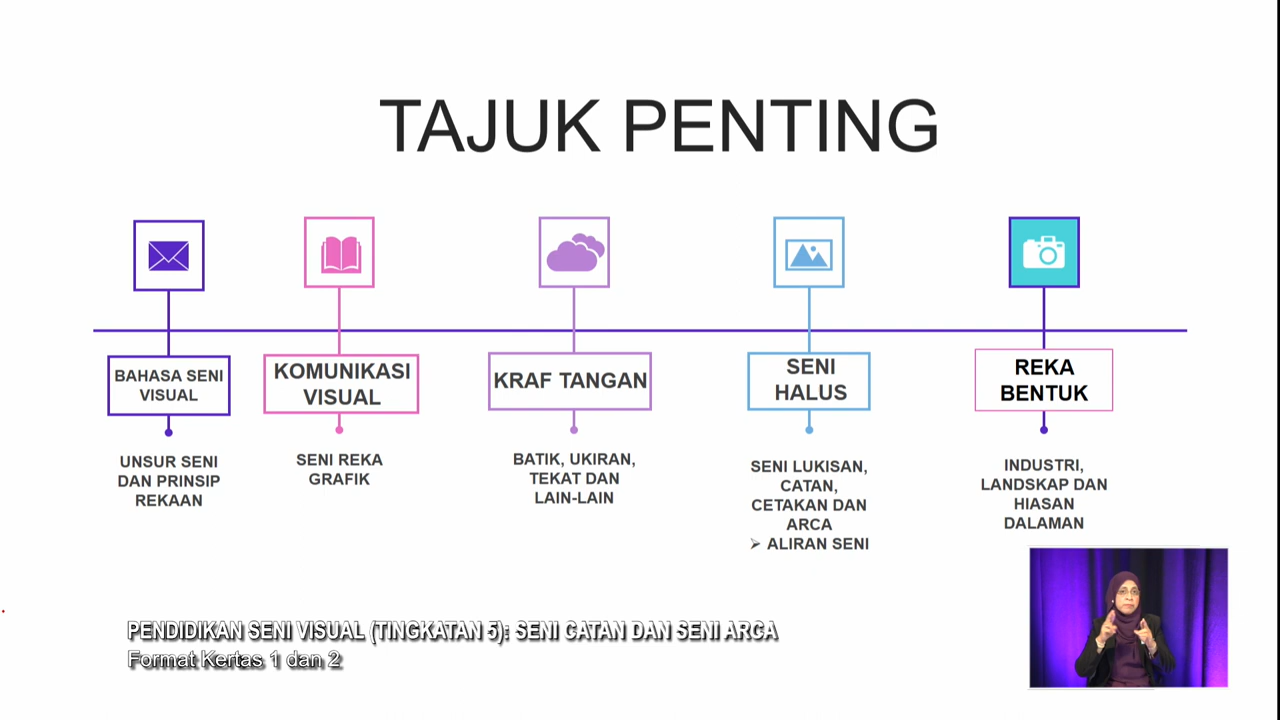 TAJUK PENTING
BAHASA SENI
VISUAL
UNSUR SENI
DAN PRINSIP
REKAAN
KOMUNIKASI
VISUAL
SENI REKA
GRAFIK
KRAF TANGAN
BATIK, UKIRAN,
TEKAT DAN
LAIN-LAIN
SENI
HALUS
SENI LUKISAN,
CATAN,
CETAKAN DAN
ARCA
➢ ALIRAN SENI
REKA
BENTUK
INDUSTRI,
LANDSKAP DAN
HIASAN
DALAMAN
PENDIDIKAN SENI VISUAL (TINGKATAN 5): SENI CATAN DAN SENI ARCA
Format Kertas 1 dan 2